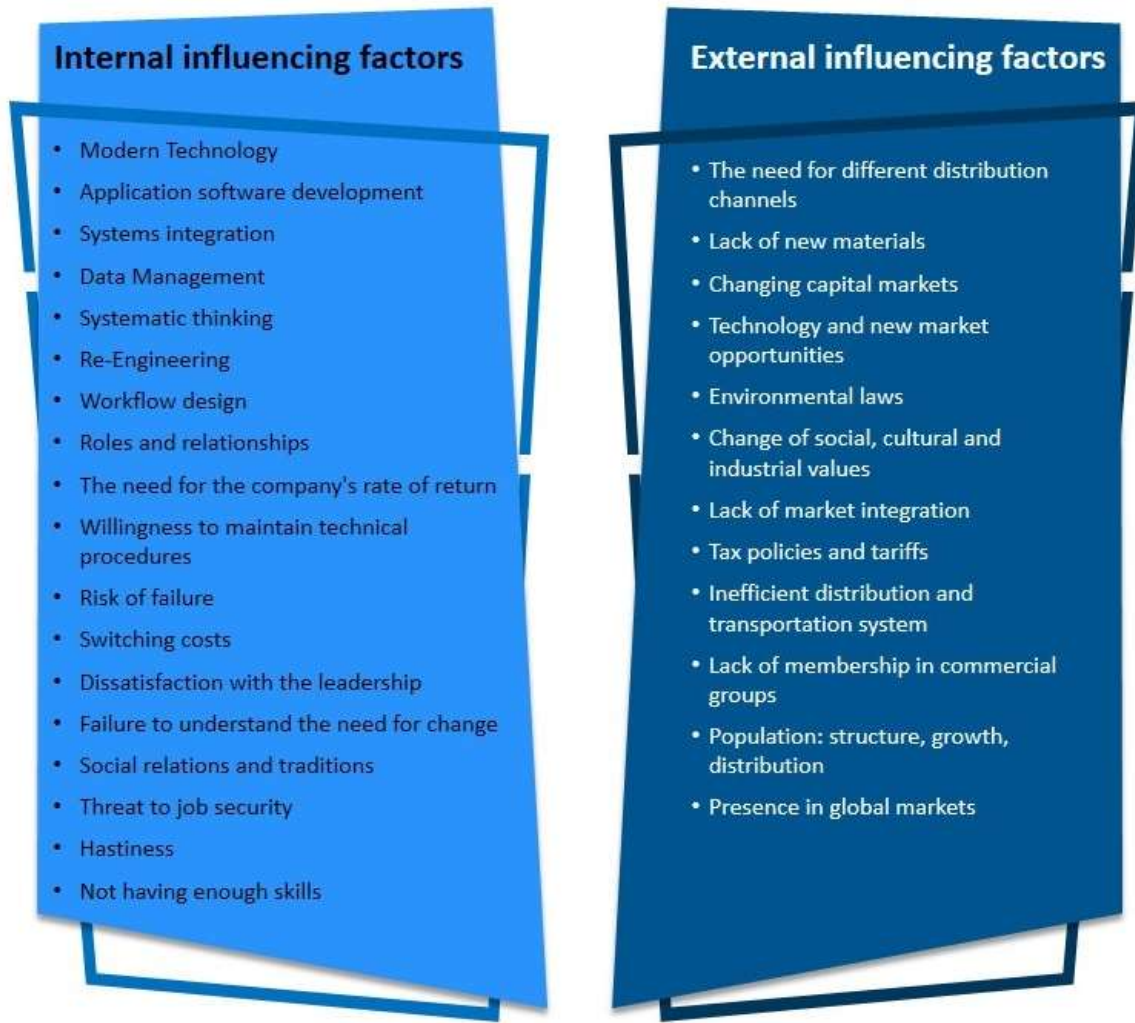 Internal influencing factors
• Modern Technology
• Application software development
• Systems integration
• Data Management
• Systematic thinking
• Re-Engineering
• Workflow design
• Roles and relationships
• The need for the company's rate of return
• Willingness to maintain technical
procedures
• Risk of failure
• Switching costs
• Dissatisfaction with the leadership
• Failure to understand the need for change
• Social relations and traditions
• Threat to job security
• Hastiness
• Not having enough skills
External influencing factors
• The need for different distribution
channels
• Lack of new materials
• Changing capital markets
• Technology and new market
opportunities
• Environmental laws
• Change of social, cultural and
industrial values
• Lack of market integration
• Tax policies and tariffs
• Inefficient distribution and
transportation system
• Lack of membership in commercial
groups
• Population: structure, growth,
distribution
• Presence in global markets